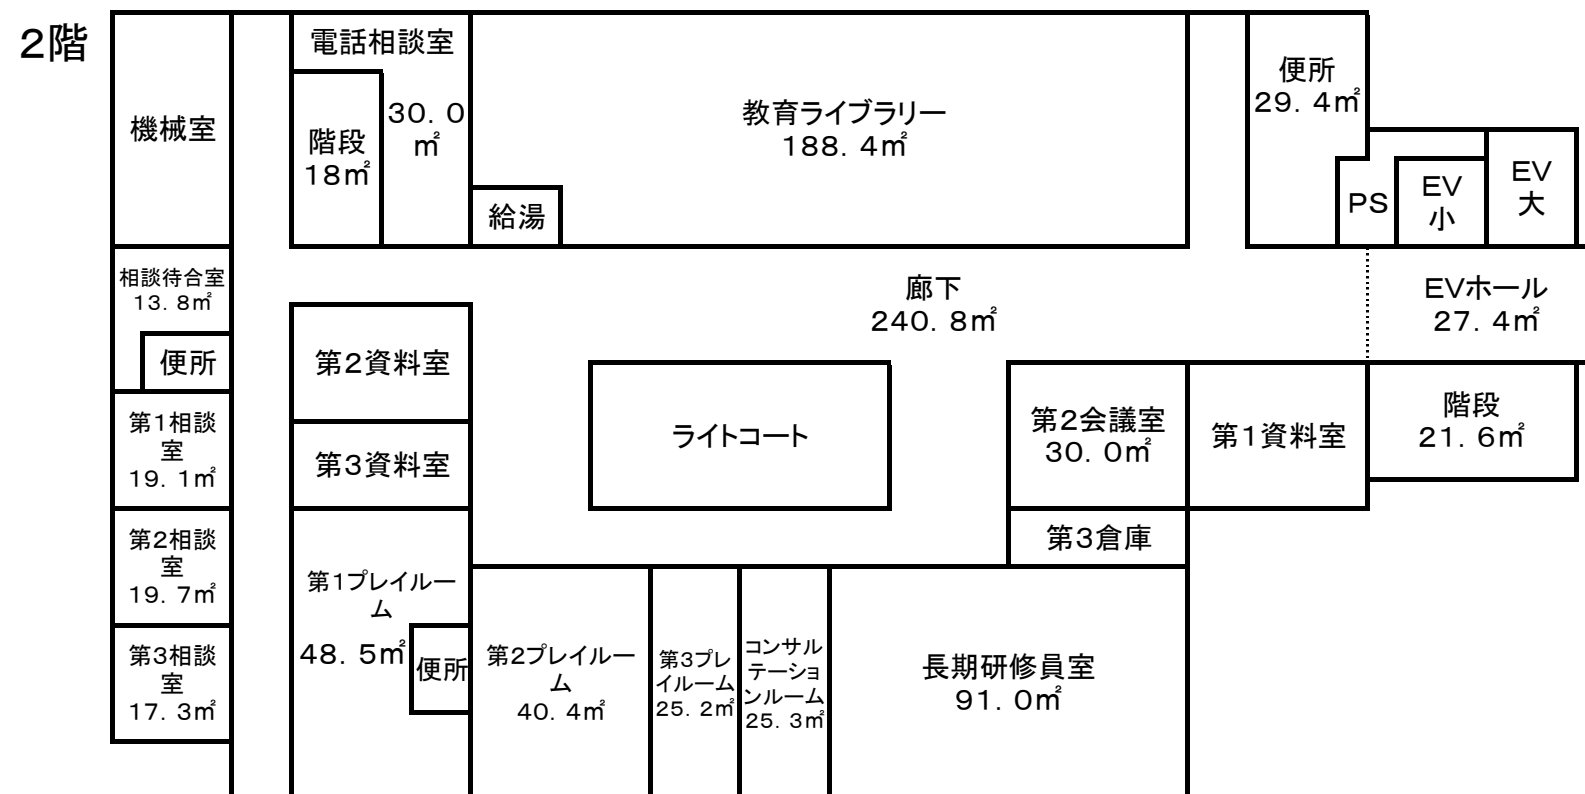 2階
機械室
電話相談室
30.0
㎡
階段
18㎡
教育ライブラリー
188.4㎡
給湯
便所
29.4㎡
PS
EV
小
EV
大
相談待合室
13.8㎡
便所
廊下
240.8㎡
EVホール
27.4㎡
第2資料室
第3資料室
ライトコート
第2会議室
30.0㎡
第1資料室
階段
21.6㎡
第3倉庫
第1相談
室
19.1㎡
第2相談
室
19.7㎡
第3相談
室
17.3㎡
第1プレイルー
ム
48.5㎡
便所
第2プレイルー
ム
40.4㎡
第3プレ
イルーム
25.2㎡
コンサル
テーショ
ンルーム
25.3㎡
長期研修員室
91.0㎡